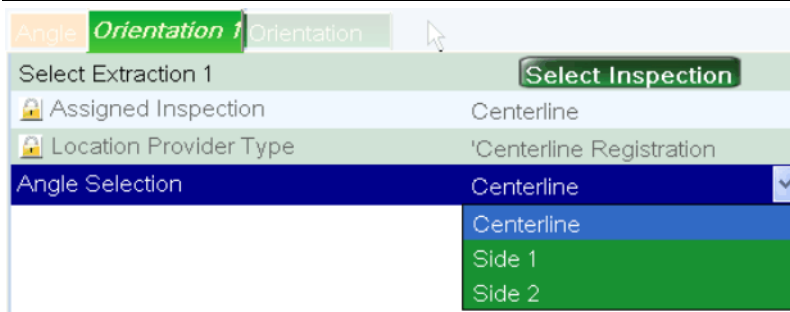 Angle Orientation 1 Orientation
Select Extraction 1 Select Inspection
Assigned Inspection Centerline
Location Provider Type 'Centerline Registration
Angle Selection Centerline
Centerline
Side 1
Side 2